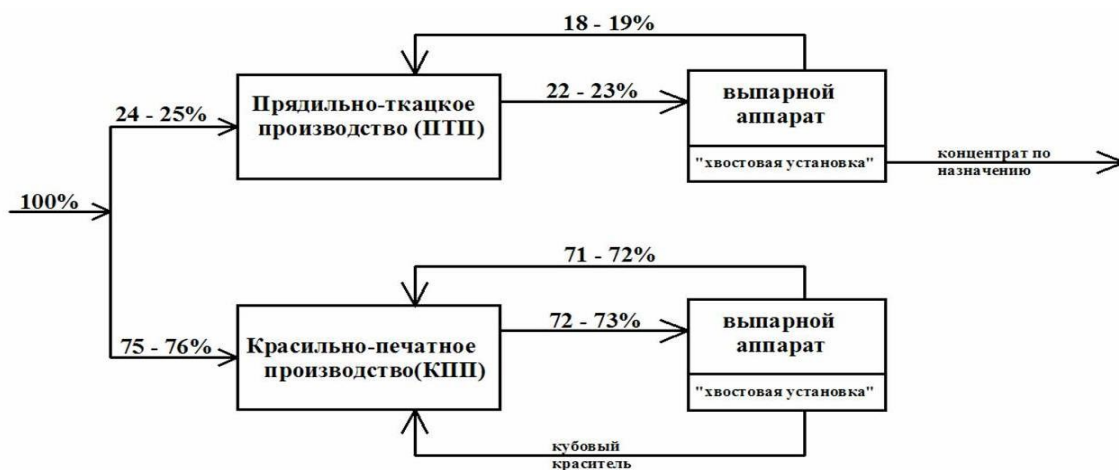 18 - 19%
24 - 25%
Прядильно-ткацкое
производство (ПТП)
22 - 23%
выпарной
аппарат
"хвостовая установка"
концентрат по
назначению
100%
71 - 72%
75 - 76%
Красильно-печатное
производство(КПП)
72 - 73%
выпарной
аппарат
"хвостовая установка"
кубовый
краситель